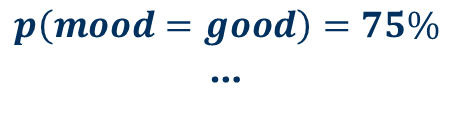 p(mood = good) = 75%
...